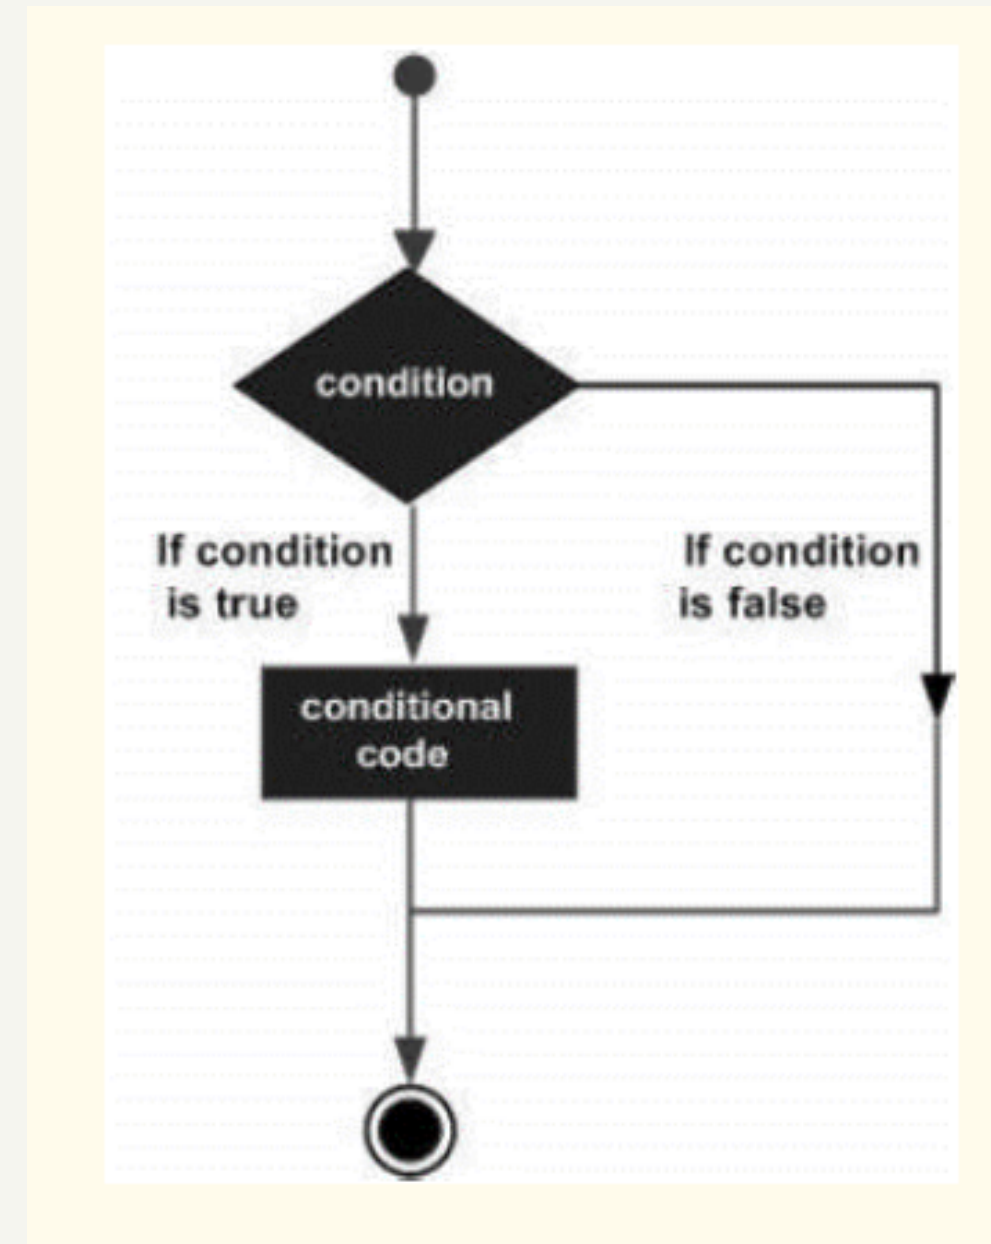 condition
If condition
is true
If condition
is false
conditional
code